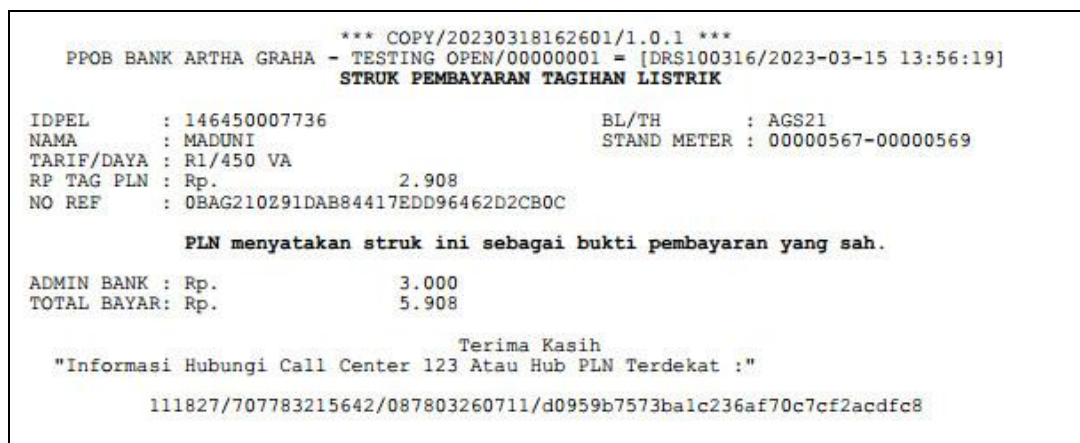 *** COPY/20230318162601/1.0.1 ***
PPOB BANK ARTHA GRAHA - TESTING OPEN/00000001 = [DRS100316/2023-03-15 13:56:19]
STRUK PEMBAYARAN TAGIHAN LISTRIK
IDPEL : 146450007736 BL/TH : AGS21
NAMA : MADUNI STAND METER : 00000567-00000569
TARIF/DAYA : R1/450 VA
RP TAG PLN : Rp. 2.908
NO REF : 0BAG210Z91DAB84417EDD96462D2CB0C
PLN menyatakan struk ini sebagai bukti pembayaran yang sah.
ADMIN BANK : Rp. 3.000
TOTAL BAYAR: Rp. 5.908
Terima Kasih
"Informasi Hubungi Call Center 123 Atau Hub PLN Terdekat :"
111827/707783215642/087803260711/d0959b7573ba1c236af70c7cf2acdfc8